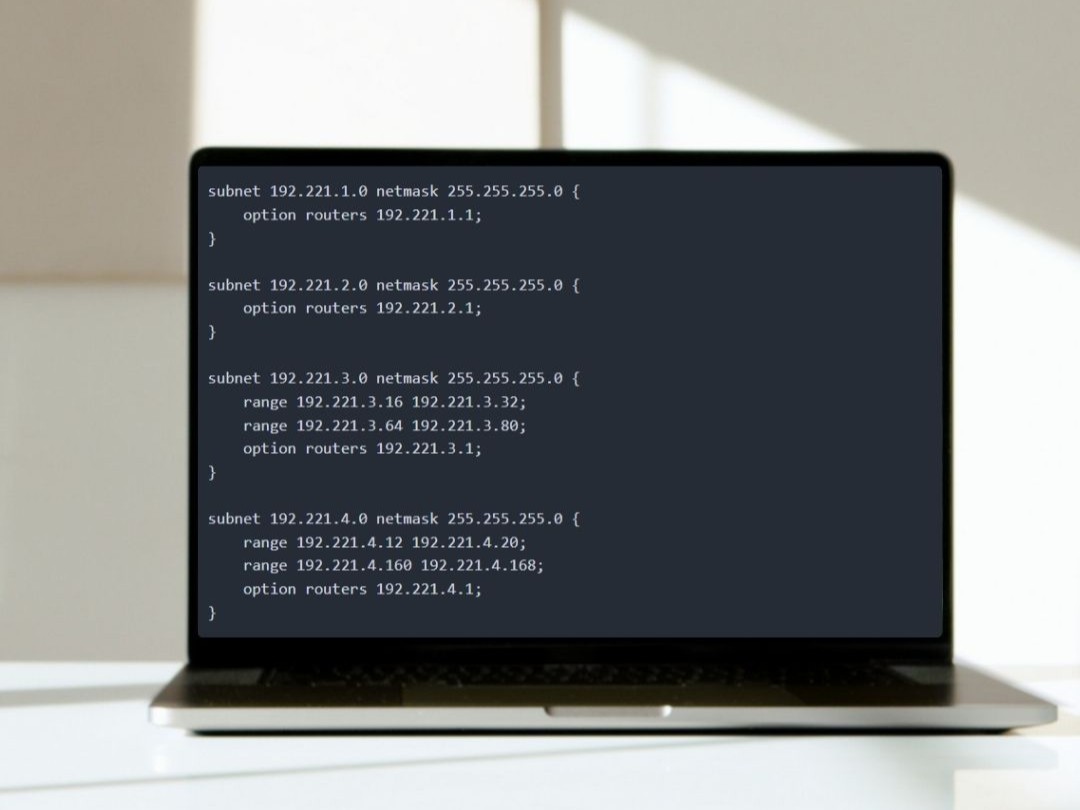 subnet 192.221.1.0 netmask 255.255.255.0 {
    option routers 192.221.1.1;
}

subnet 192.221.2.0 netmask 255.255.255.0 {
    option routers 192.221.2.1;
}

subnet 192.221.3.0 netmask 255.255.255.0 {
    range 192.221.3.16 192.221.3.32;
    range 192.221.3.64 192.221.3.80;
    option routers 192.221.3.1;
}

subnet 192.221.4.0 netmask 255.255.255.0 {
    range 192.221.4.12 192.221.4.20;
    range 192.221.4.160 192.221.4.168;
    option routers 192.221.4.1;
}